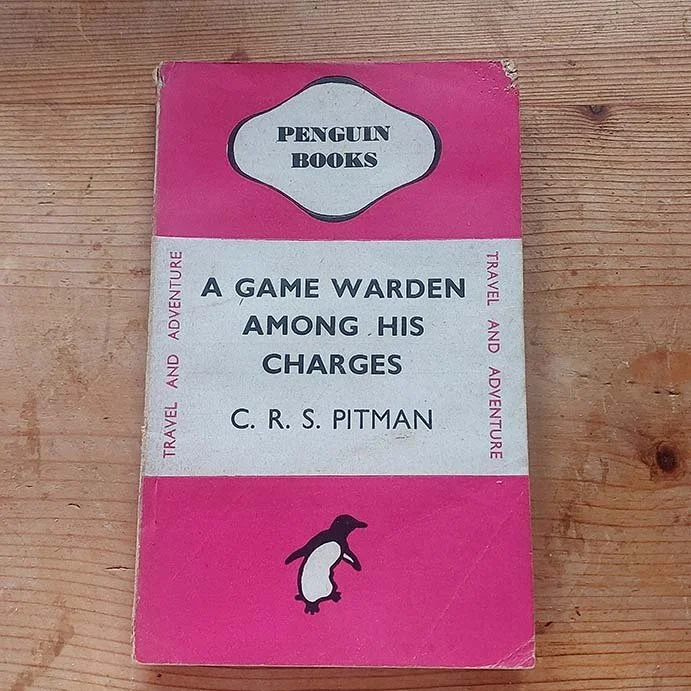 PENGUIN
BOOKS
TRAVEL AND ADVENTURE
A GAME WARDEN
AMONG HIS
CHARGES
C. R. S. PITMAN
TRAVEL AND ADVENTURE